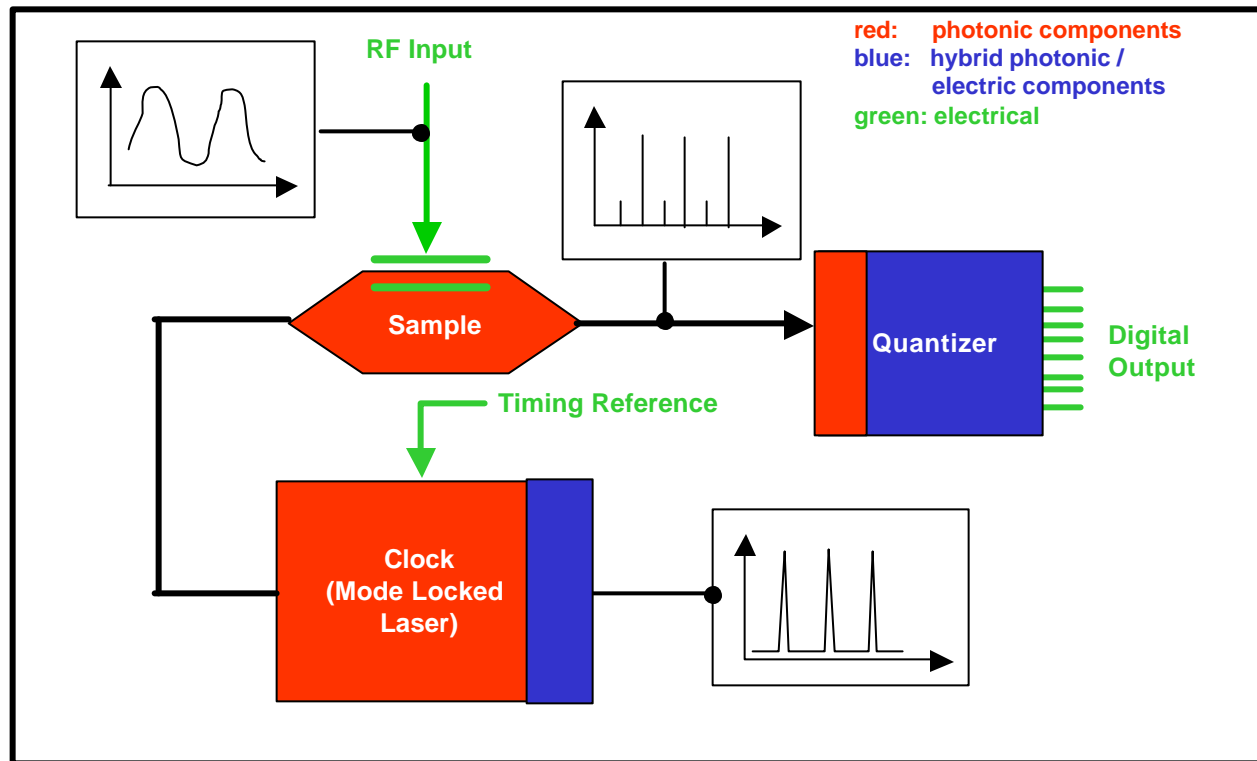 RF Input
red: photonic components
blue: hybrid photonic /
electric components
green: electrical
Sample
Quantizer
Digital
Output
Timing Reference
Clock
(Mode Locked
Laser)